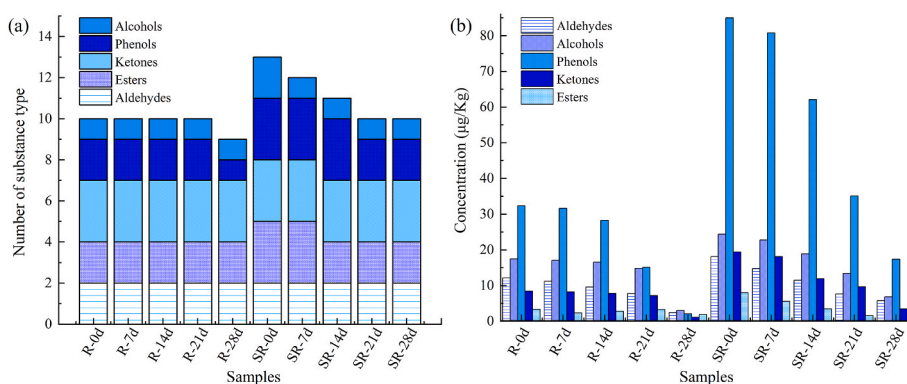 (a)
Alcohols
Phenols
Ketones
Esters
Aldehydes
Number of substance type
14
12
10
8
6
4
2
0
R-0d
R-7d
R-14d
R-21d
R-28d
SR-0d
SR-7d
SR-14d
SR-21d
SR-28d
Samples
(b)
Aldehydes
Alcohols
Phenols
Ketones
Esters
Concentration (μg/Kg)
80
70
60
50
40
30
20
10
0
R-0d
R-7d
R-14d
R-21d
R-28d
SR-0d
SR-7d
SR-14d
SR-21d
SR-28d
Samples